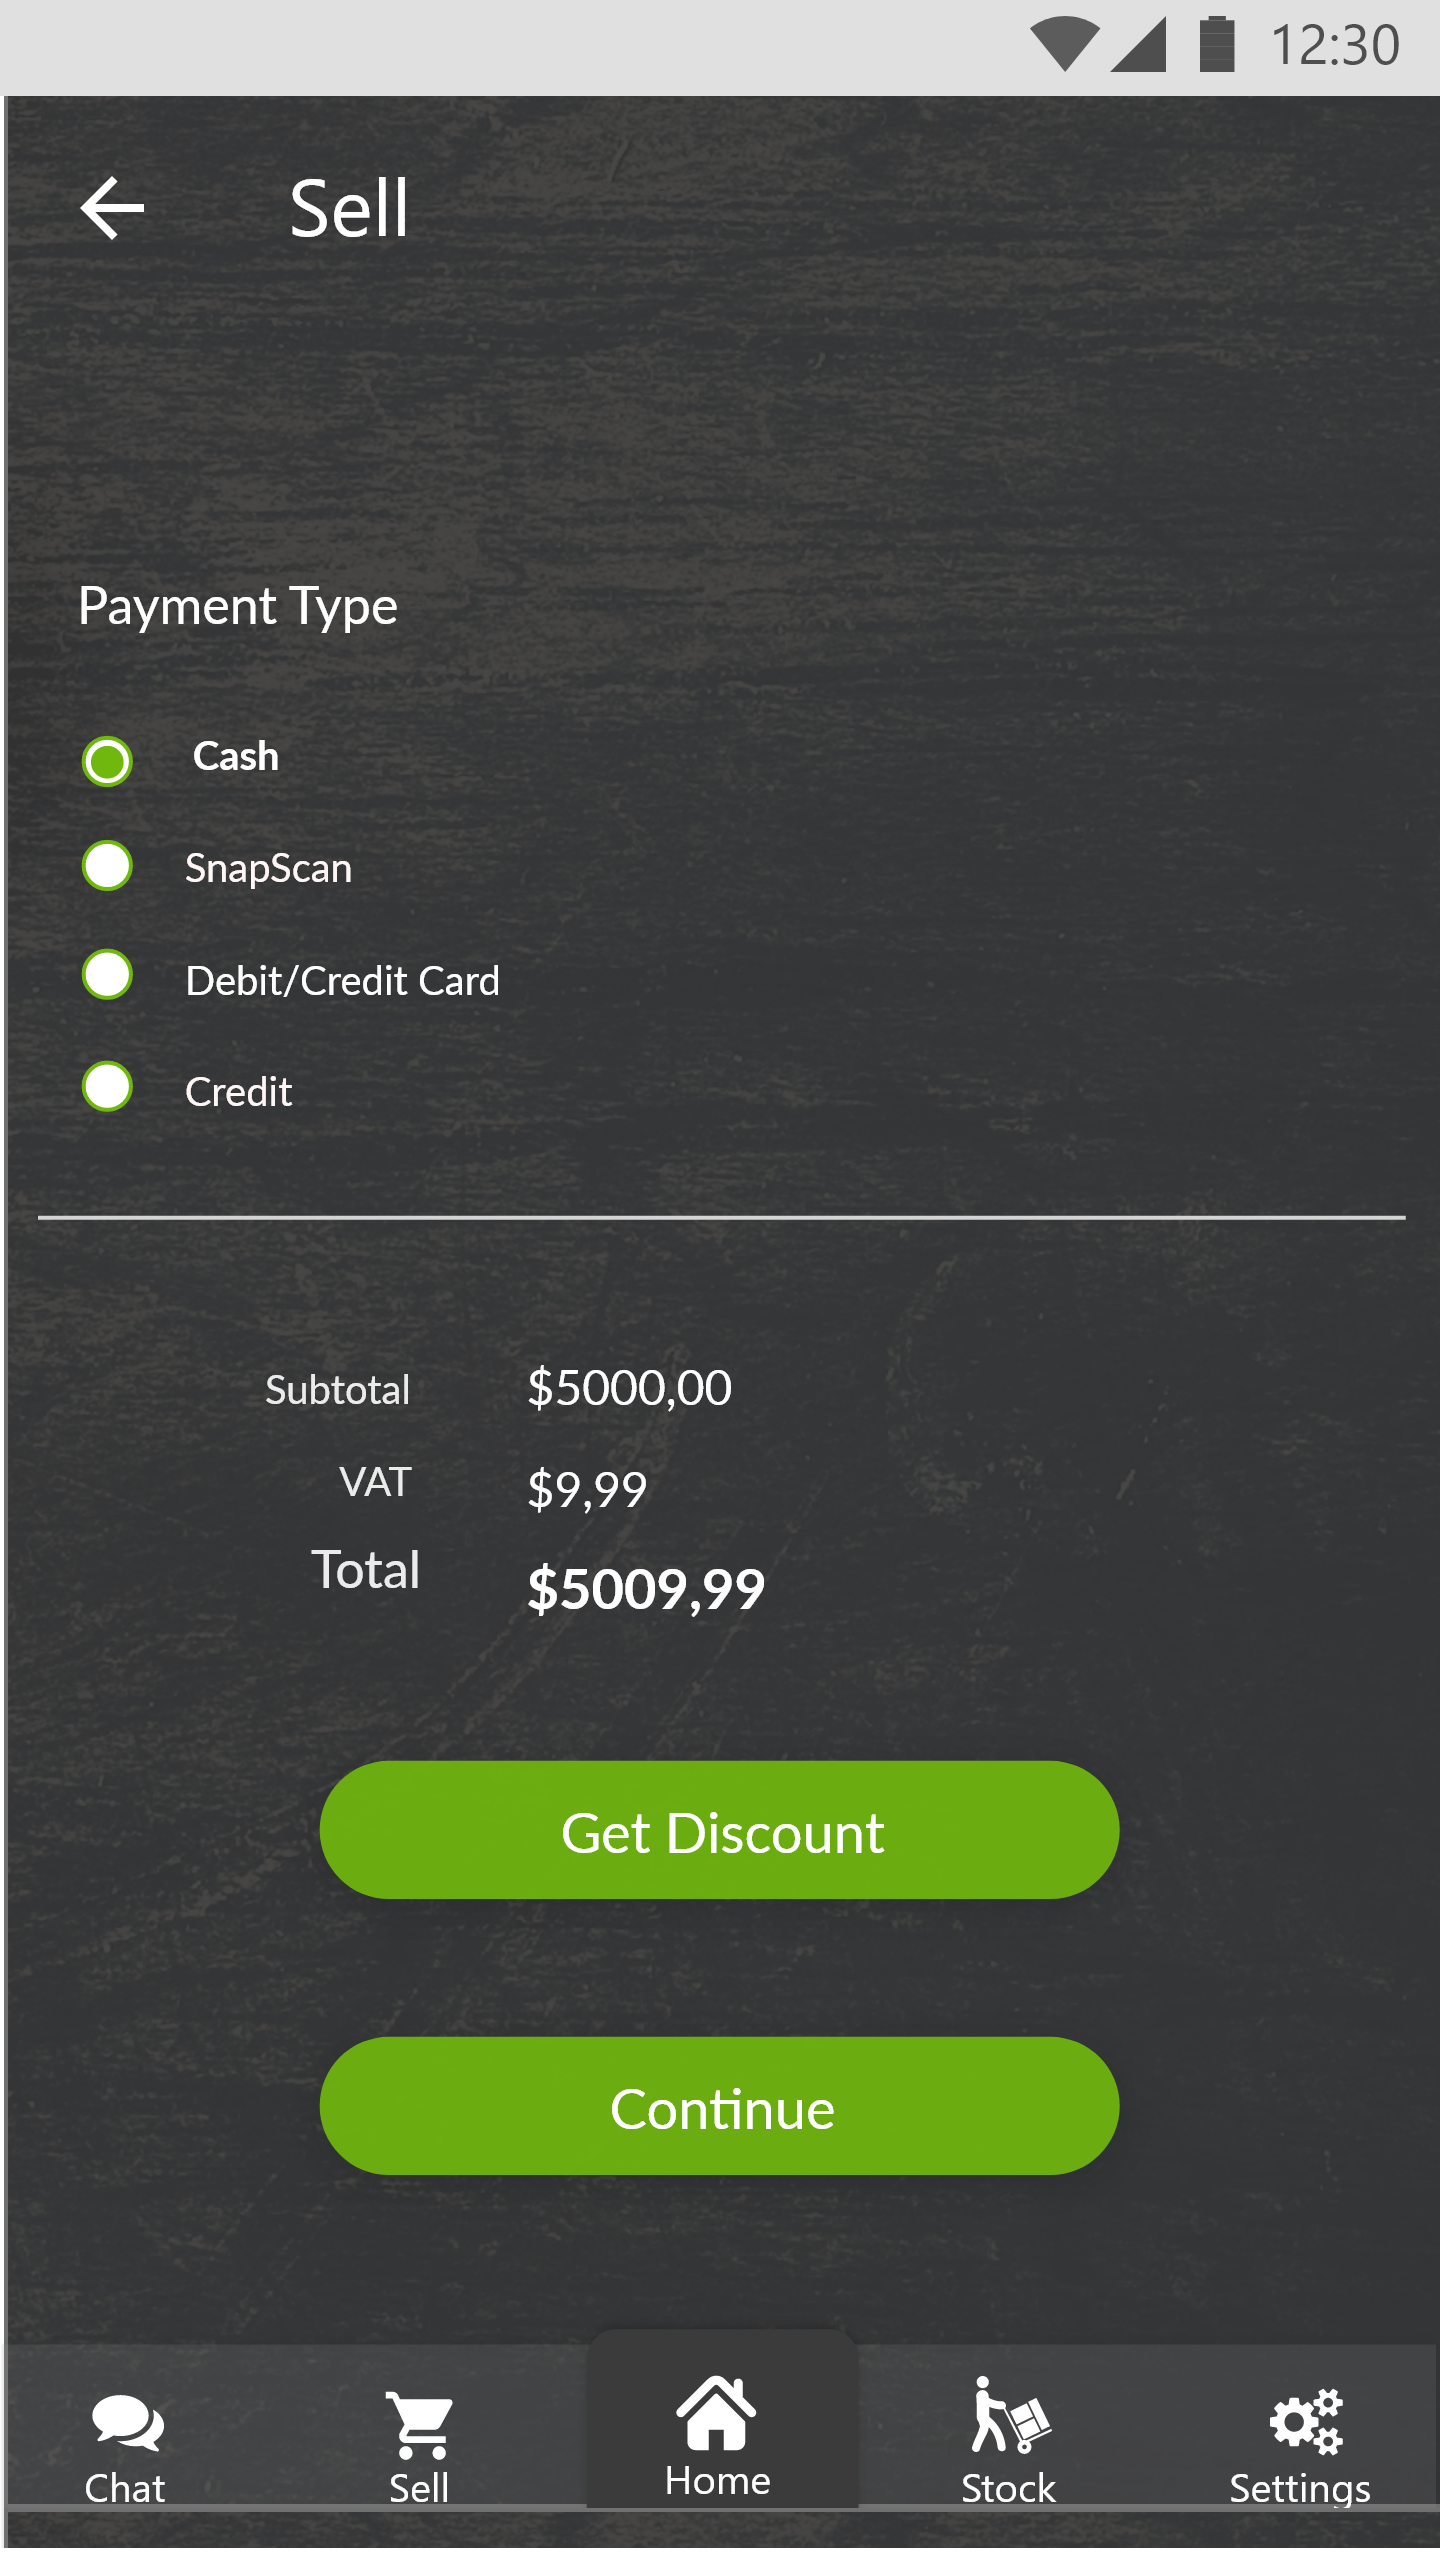 12:30
Sell
Payment Type
Cash
SnapScan
Debit/Credit Card
Credit
Subtotal $5000,00
VAT $9,99
Total $5009,99
Get Discount
Continue
Chat Sell Home Stock Settings